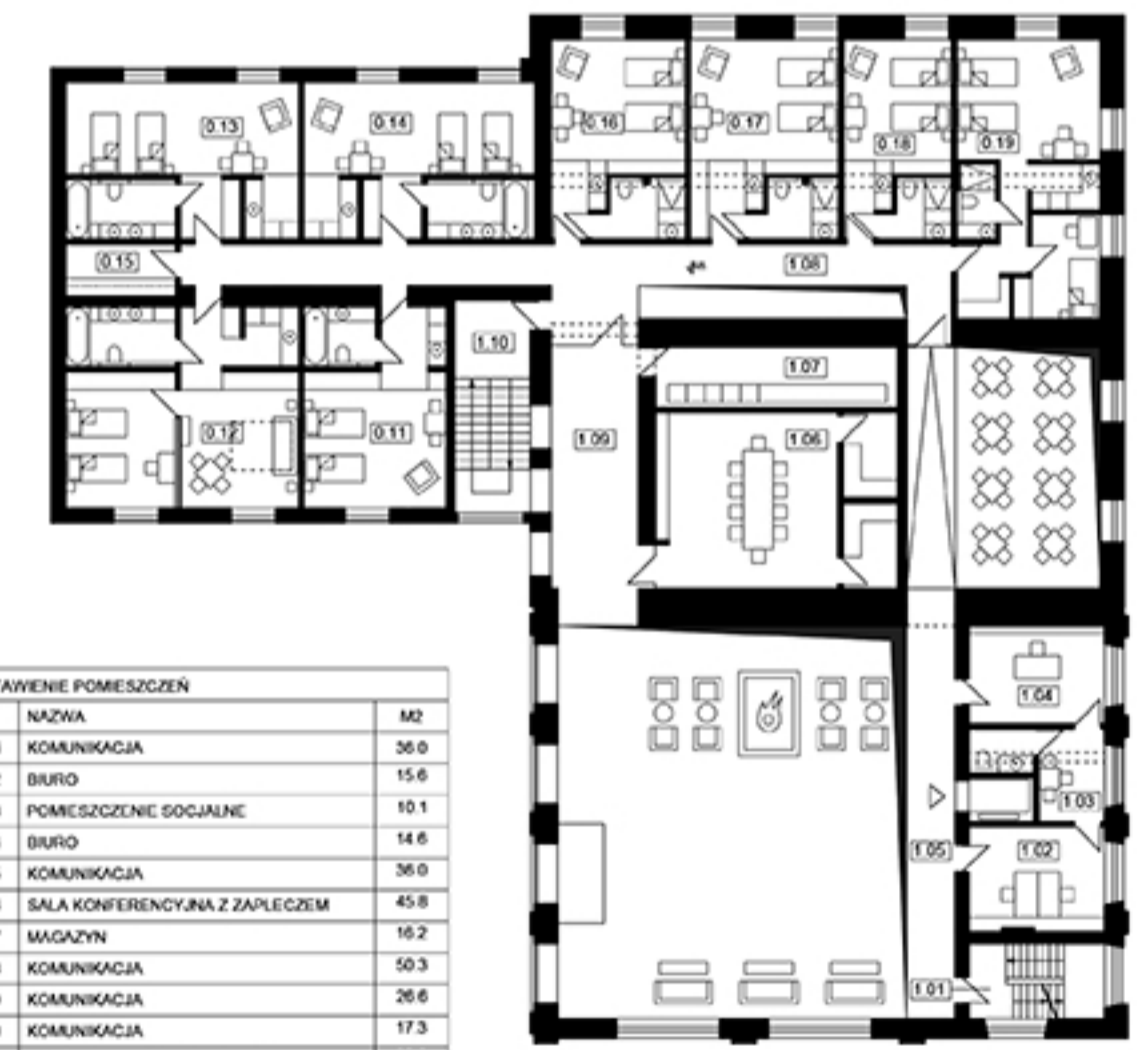 0.16
0.17
0.18
0.19
0.13
0.14
0.15
1.08
1.10
1.07
1.09
1.06
0.12
0.11
1.04
1.03
1.05
1.02
1.01
TAWIENIE POMIESZCZEŃ
NAZWA M2
KOMUNIKACJA 36.0
BIURO 15.6
POMIESZCZENIE SOCJALNE 10.1
BIURO 14.6
KOMUNIKACJA 36.0
SALA KONFERENCYJNA Z ZAPLECZEM 45.8
MAGAZYN 16.2
KOMUNIKACJA 50.3
KOMUNIKACJA 26.6
KOMUNIKACJA 17.3